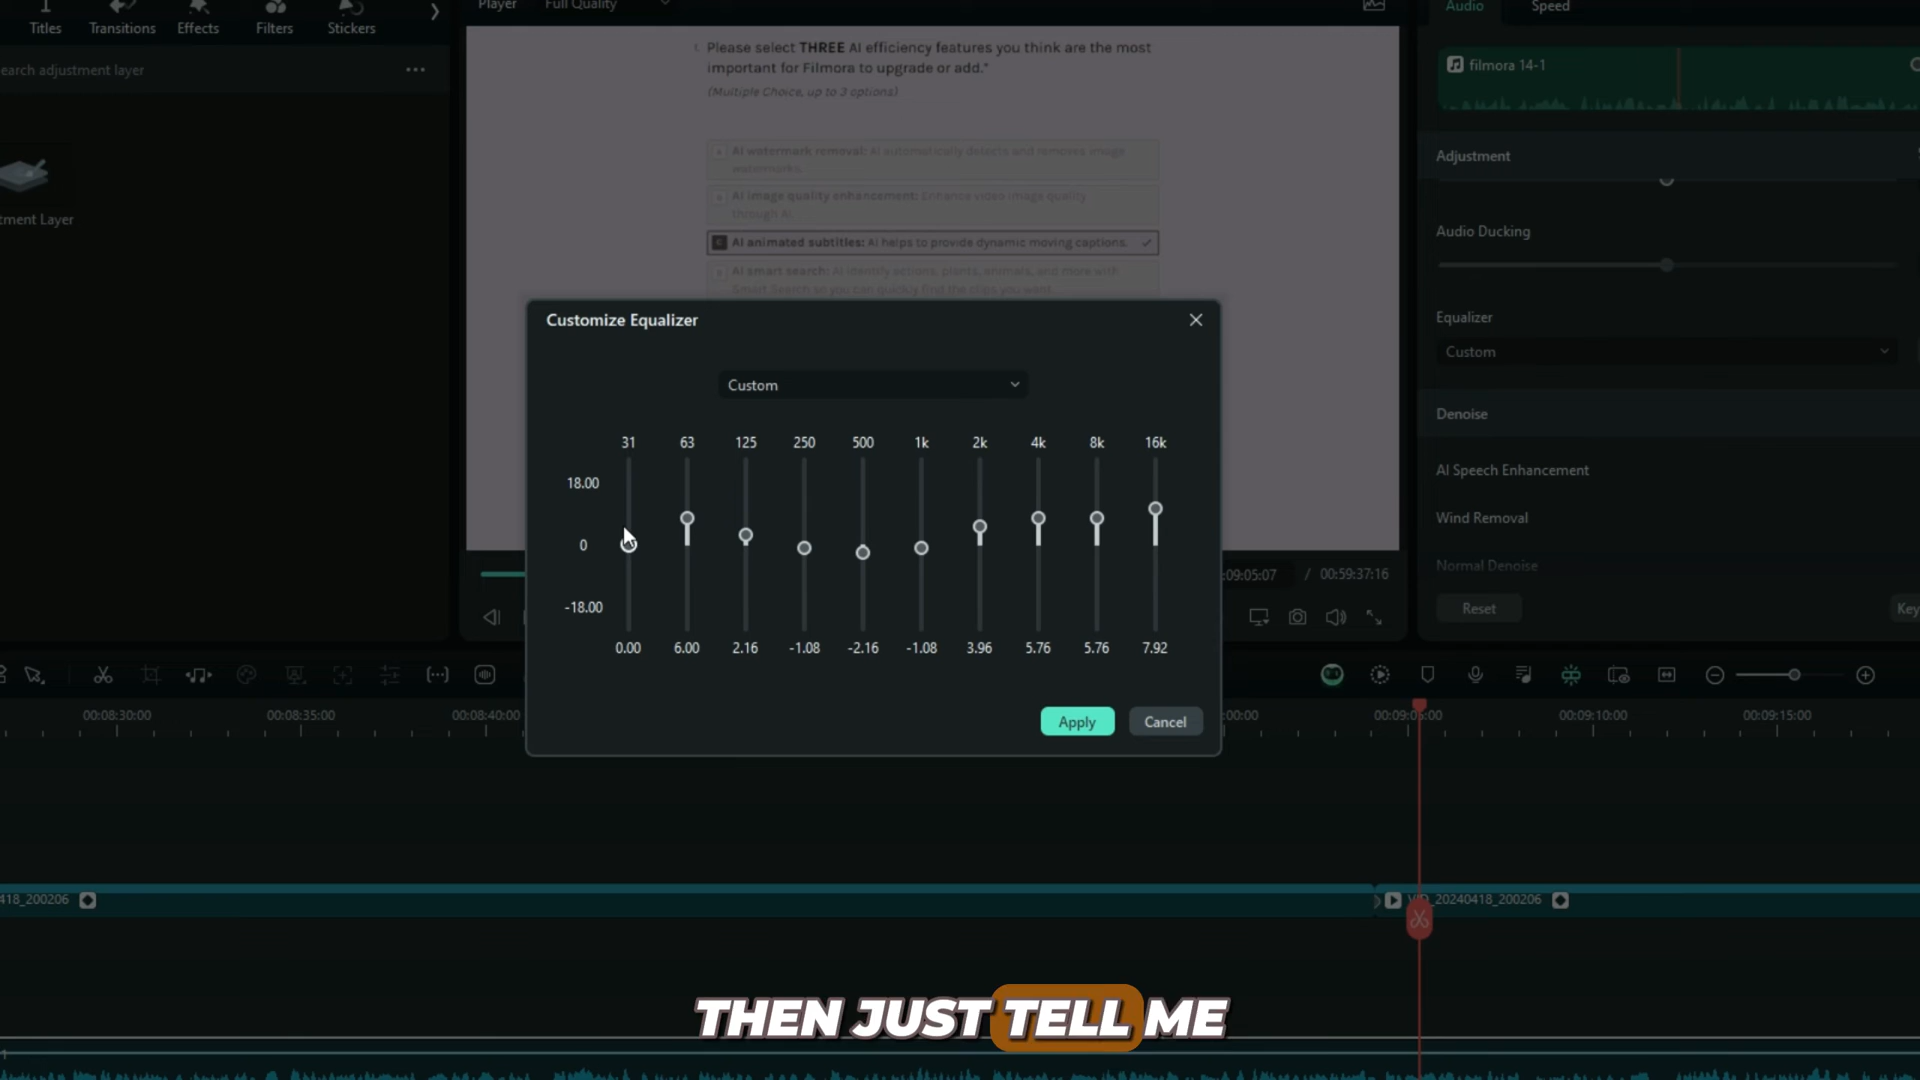 Player
Full Quality
Audio
Speed
Titles
Transitions
Effects
Filters
Stickers
earch adjustment layer
tment Layer
Please select THREE AI efficiency features you think are the most
important for Filmora to upgrade or add.*
(Multiple Choice, up to 3 options)
AI watermark removal: AI automatically detects and removes image
watermarks.
AI image quality enhancement: Enhance video image quality
through AI.
AI animated subtitles: AI helps to provide dynamic moving captions.
AI smart search: AI identify actions, plants, animals, and more with
Smart Search so you can quickly find the clips you want.
filmora 14-1
Adjustment
Audio Ducking
Equalizer
Custom
Denoise
AI Speech Enhancement
Wind Removal
Normal Denoise
Reset
Key
Customize Equalizer
Custom
31 63 125 250 500 1k 2k 4k 8k 16k
18.00
0
-18.00
0.00 6.00 2.16 -1.08 -2.16 -1.08 3.96 5.76 5.76 7.92
Apply
Cancel
:09:05:07 / 00:59:37:16
00:08:30:00
00:08:35:00
00:08:40:00
:00:00
00:09:05:00
00:09:10:00
00:09:15:00
418_200206
VID_20240418_200206
THEN JUST TELL ME